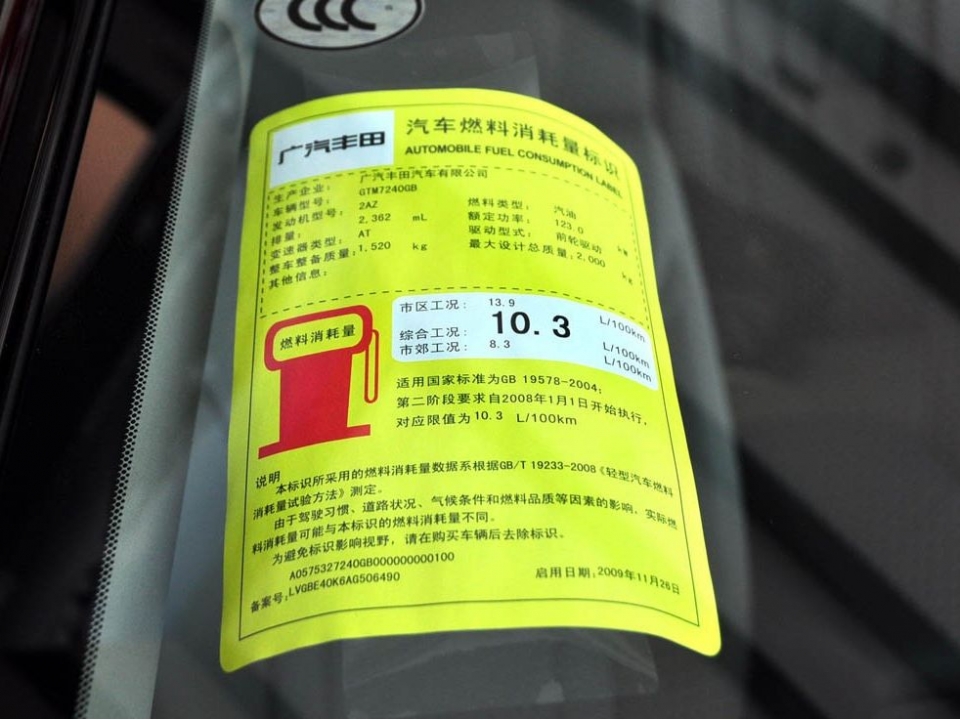 CCC
广汽丰田
汽车燃料消耗量标识
AUTOMOBILE FUEL CONSUMPTION LABEL
生产企业: 广汽丰田汽车有限公司
车辆型号: GTM7240GB
发动机型号: 2AZ 燃料类型: 汽油
排量: 2,362 mL 额定功率: 123.0 kW
变速器类型: AT 驱动型式: 前轮驱动
整车整备质量: 1,520 kg 最大设计总质量: 2,000 kg
其他信息:
燃料消耗量
市区工况: 13.9 L/100km
综合工况: 10.3 L/100km
市郊工况: 8.3 L/100km
适用国家标准为GB 19578-2004;
第二阶段要求自2008年1月1日开始执行,
对应限值为10.3 L/100km
说明
本标识所采用的燃料消耗量数据系根据GB/T 19233-2008《轻型汽车燃料
消耗量试验方法》测定。
由于驾驶习惯、道路状况、气候条件和燃料品质等因素的影响,实际燃
料消耗量可能与本标识的燃料消耗量不同。
为避免标识影响视野,请在购买车辆后去除标识。
A0575327240GB000000000100
备案号: LVGBE40K6AG506490 启用日期: 2009年11月26日